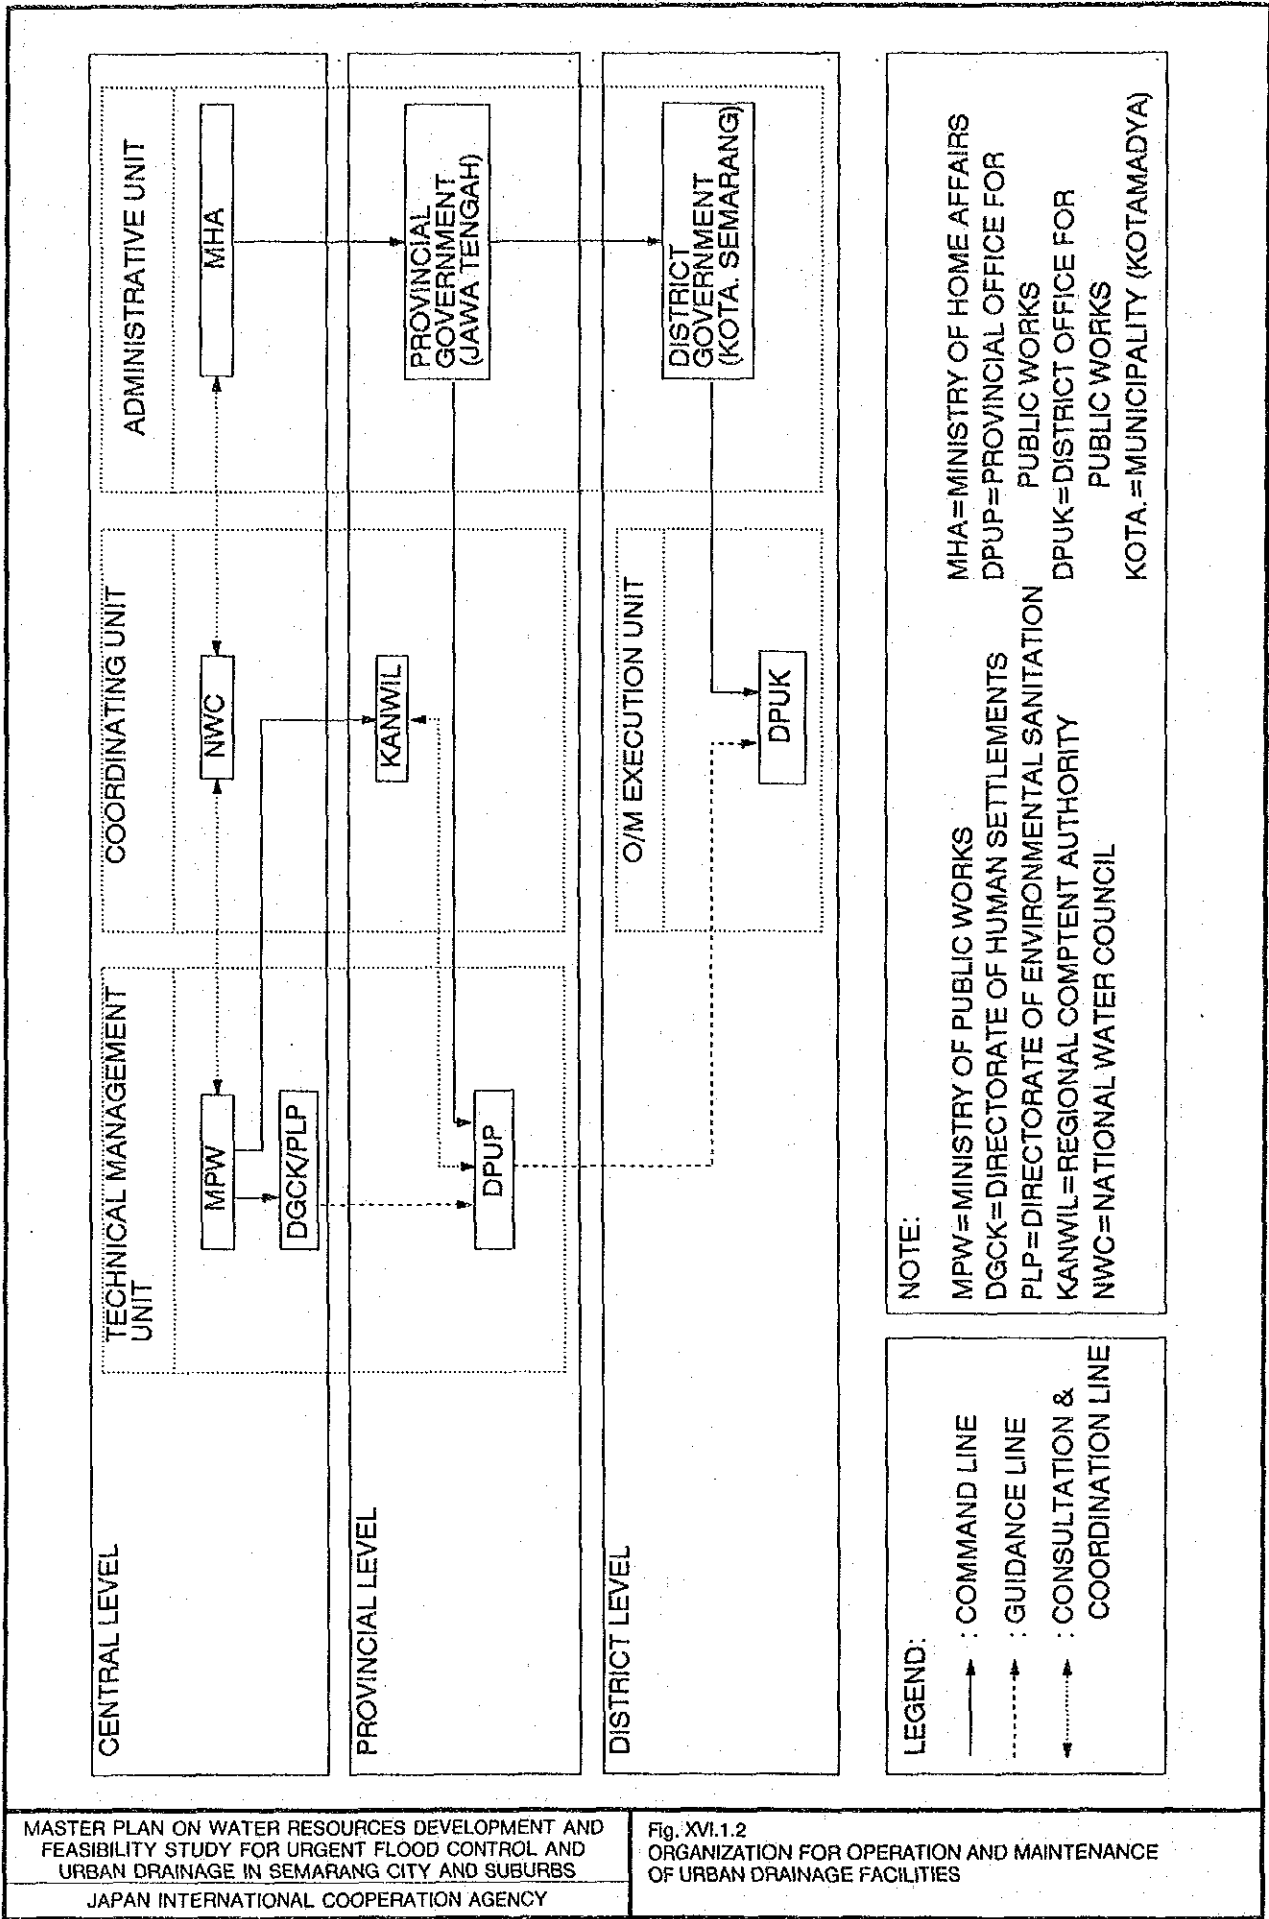 CENTRAL LEVEL
TECHNICAL MANAGEMENT
UNIT
COORDINATING UNIT
ADMINISTRATIVE UNIT
MPW
NWC
MHA
DGCK/PLP
PROVINCIAL LEVEL
KANWIL
PROVINCIAL
GOVERNMENT
(JAWA TENGAH)
DPUP
DISTRICT LEVEL
O/M EXECUTION UNIT
DISTRICT
GOVERNMENT
(KOTA. SEMARANG)
DPUK
LEGEND:
: COMMAND LINE
: GUIDANCE LINE
: CONSULTATION &
COORDINATION LINE
NOTE:
MPW=MINISTRY OF PUBLIC WORKS
DGCK=DIRECTORATE OF HUMAN SETTLEMENTS
PLP=DIRECTORATE OF ENVIRONMENTAL SANITATION
KANWIL=REGIONAL COMPTENT AUTHORITY
NWC=NATIONAL WATER COUNCIL
MHA=MINISTRY OF HOME AFFAIRS
DPUP=PROVINCIAL OFFICE FOR
PUBLIC WORKS
DPUK=DISTRICT OFFICE FOR
PUBLIC WORKS
KOTA.=MUNICIPALITY (KOTAMADYA)
MASTER PLAN ON WATER RESOURCES DEVELOPMENT AND
FEASIBILITY STUDY FOR URGENT FLOOD CONTROL AND
URBAN DRAINAGE IN SEMARANG CITY AND SUBURBS
JAPAN INTERNATIONAL COOPERATION AGENCY
Fig. XVI.1.2
ORGANIZATION FOR OPERATION AND MAINTENANCE
OF URBAN DRAINAGE FACILITIES